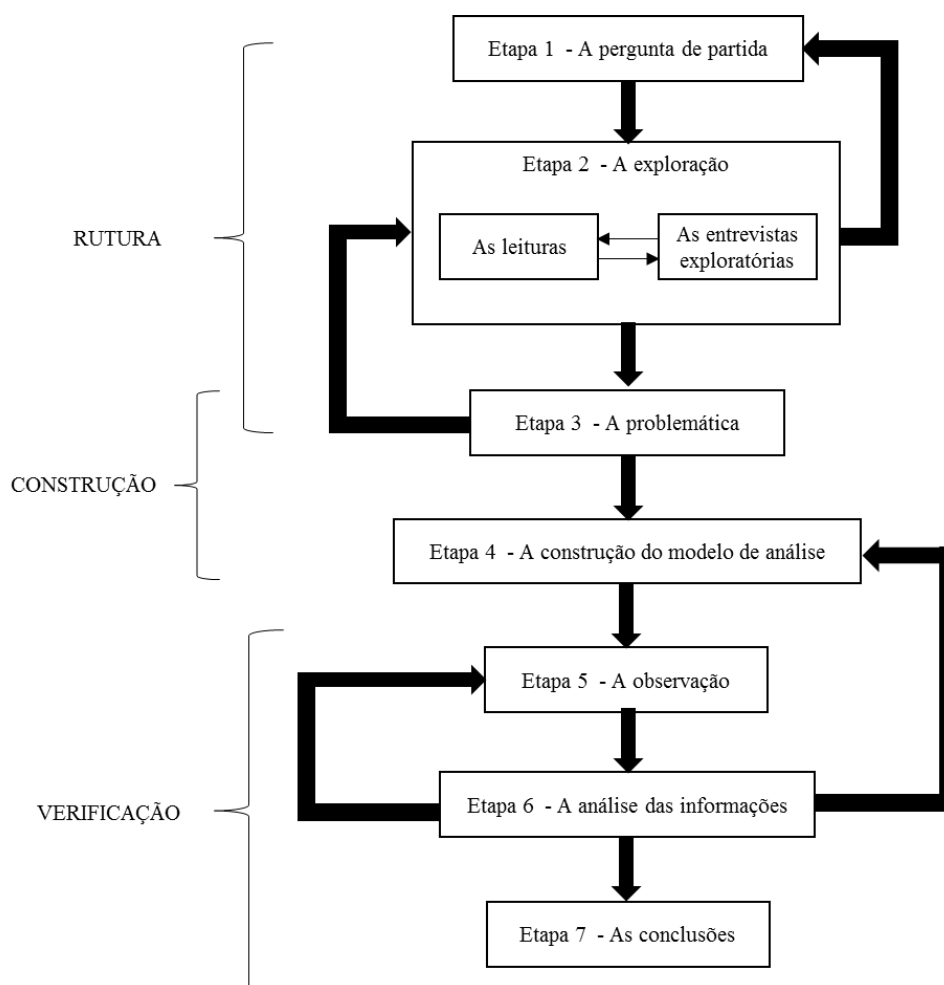 Etapa 1 - A pergunta de partida
Etapa 2 - A exploração
RUTURA
As leituras
As entrevistas
exploratórias
Etapa 3 - A problemática
CONSTRUÇÃO
Etapa 4 - A construção do modelo de análise
Etapa 5 - A observação
VERIFICAÇÃO
Etapa 6 - A análise das informações
Etapa 7 - As conclusões